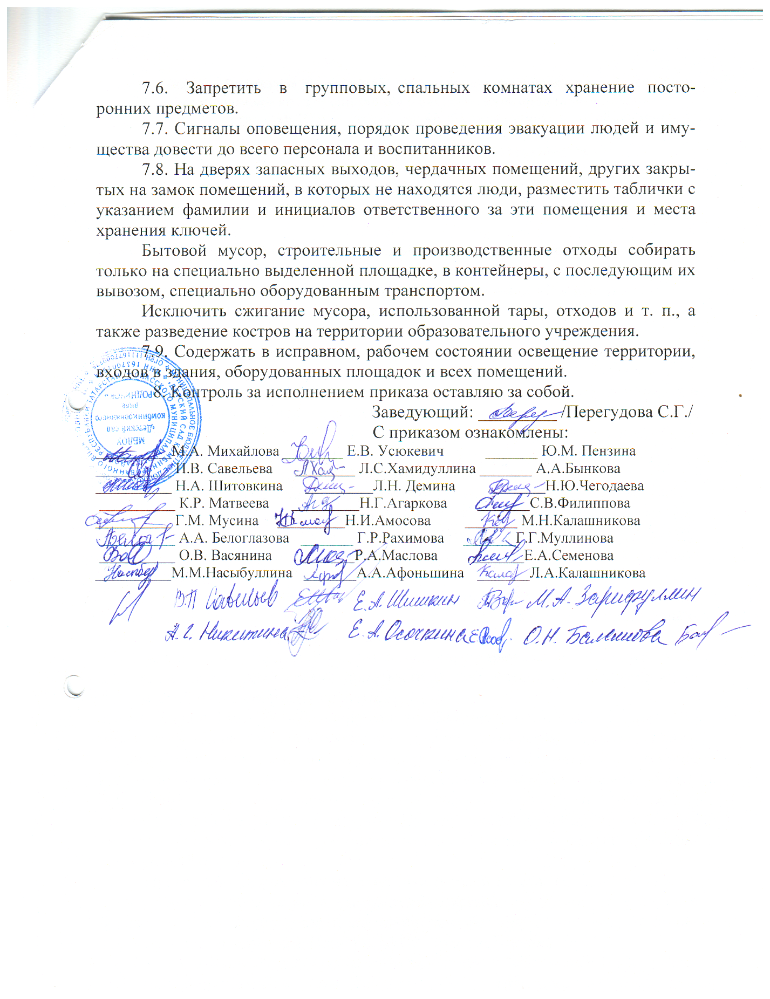 7.6. Запретить в групповых, спальных комнатах хранение посто-
ронних предметов.
7.7. Сигналы оповещения, порядок проведения эвакуации людей и иму-
щества довести до всего персонала и воспитанников.
7.8. На дверях запасных выходов, чердачных помещений, других закры-
тых на замок помещений, в которых не находятся люди, разместить таблички с
указанием фамилии и инициалов ответственного за эти помещения и места
хранения ключей.
Бытовой мусор, строительные и производственные отходы собирать
только на специально выделенной площадке, в контейнеры, с последующим их
вывозом, специально оборудованным транспортом.
Исключить сжигание мусора, использованной тары, отходов и т. п., а
также разведение костров на территории образовательного учреждения.
7.9. Содержать в исправном, рабочем состоянии освещение территории,
входов в здания, оборудованных площадок и всех помещений.
8. Контроль за исполнением приказа оставляю за собой.
Заведующий: /Перегудова С.Г./
С приказом ознакомлены:
М.А. Михайлова Е.В. Усюкевич Ю.М. Пензина
И.В. Савельева Л.С.Хамидуллина А.А.Бынкова
Н.А. Шитовкина Л.Н. Демина Н.Ю.Чегодаева
К.Р. Матвеева Н.Г.Агаркова С.В.Филиппова
Г.М. Мусина Н.И.Амосова М.Н.Калашникова
А.А. Белоглазова Г.Р.Рахимова Г.Г.Муллинова
О.В. Васянина Р.А.Маслова Е.А.Семенова
М.М.Насыбуллина А.А.Афоньшина Л.А.Калашникова
В.П Савельев Е.А. Шишкин М.А. Зарифуллин
А.Г. Никитина Е.А. Осочкина О.Н. Балашова
МБДОУ
"Детский сад
комбинированного
вида